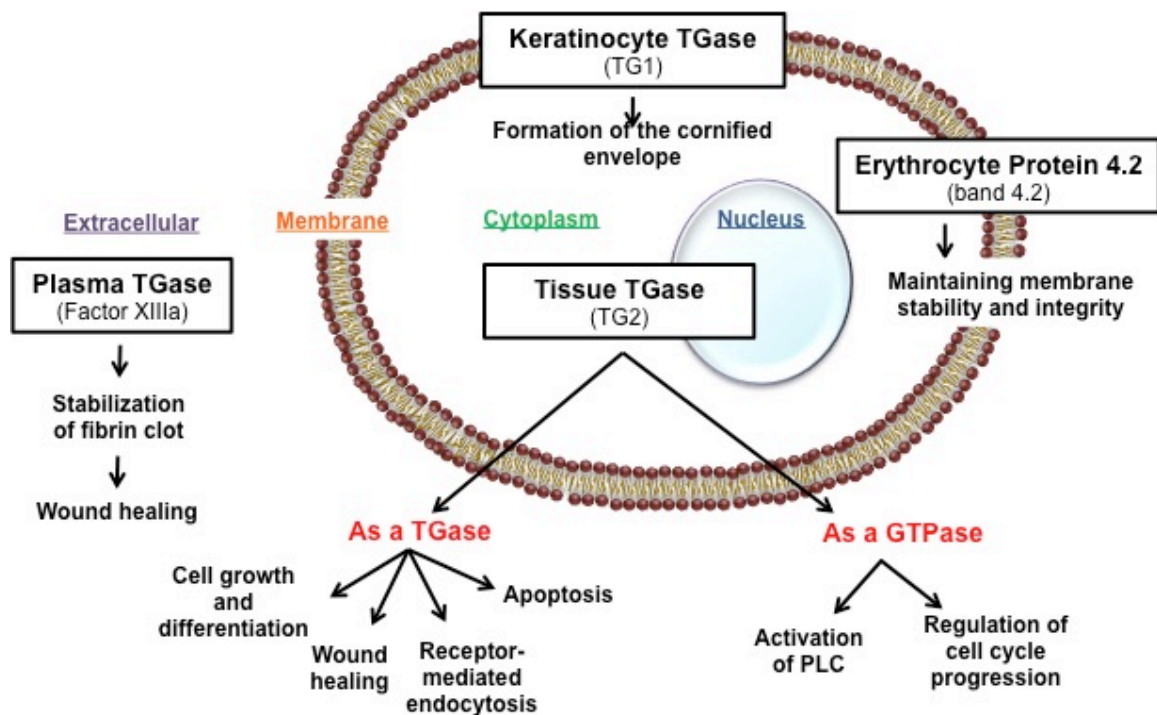 Keratinocyte TGase
(TG1)
Formation of the cornified
envelope
Erythrocyte Protein 4.2
(band 4.2)
Maintaining membrane
stability and integrity
Extracellular
Membrane
Cytoplasm
Nucleus
Plasma TGase
(Factor XIIIa)
Stabilization
of fibrin clot
Wound healing
Tissue TGase
(TG2)
As a TGase
Cell growth
and
differentiation
Wound
healing
Receptor-
mediated
endocytosis
Apoptosis
As a GTPase
Activation
of PLC
Regulation of
cell cycle
progression